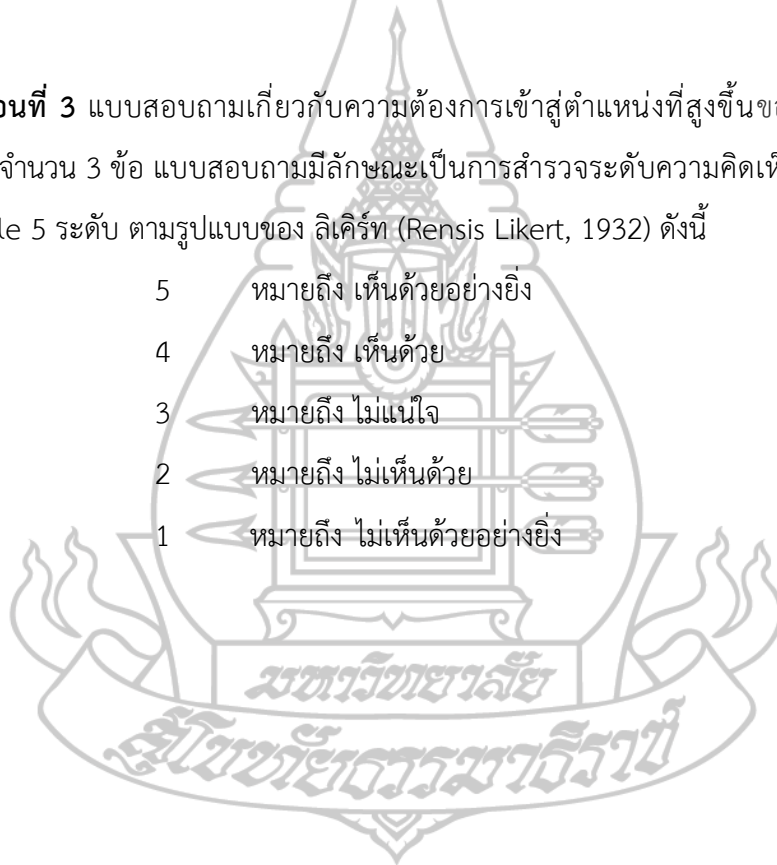 อนที่ 3 แบบสอบถามเกี่ยวกับความต้องการเข้าสู่ตำแหน่งที่สูงขึ้นขอ
จำนวน 3 ข้อ แบบสอบถามมีลักษณะเป็นการสำรวจระดับความคิดเห็
le 5 ระดับ ตามรูปแบบของ ลิเคิร์ท (Rensis Likert, 1932) ดังนี้
5 หมายถึง เห็นด้วยอย่างยิ่ง
4 หมายถึง เห็นด้วย
3 หมายถึง ไม่แน่ใจ
2 หมายถึง ไม่เห็นด้วย
1 หมายถึง ไม่เห็นด้วยอย่างยิ่ง
มหาวิทยาลัย
สุโขทัยธรรมาธิราช